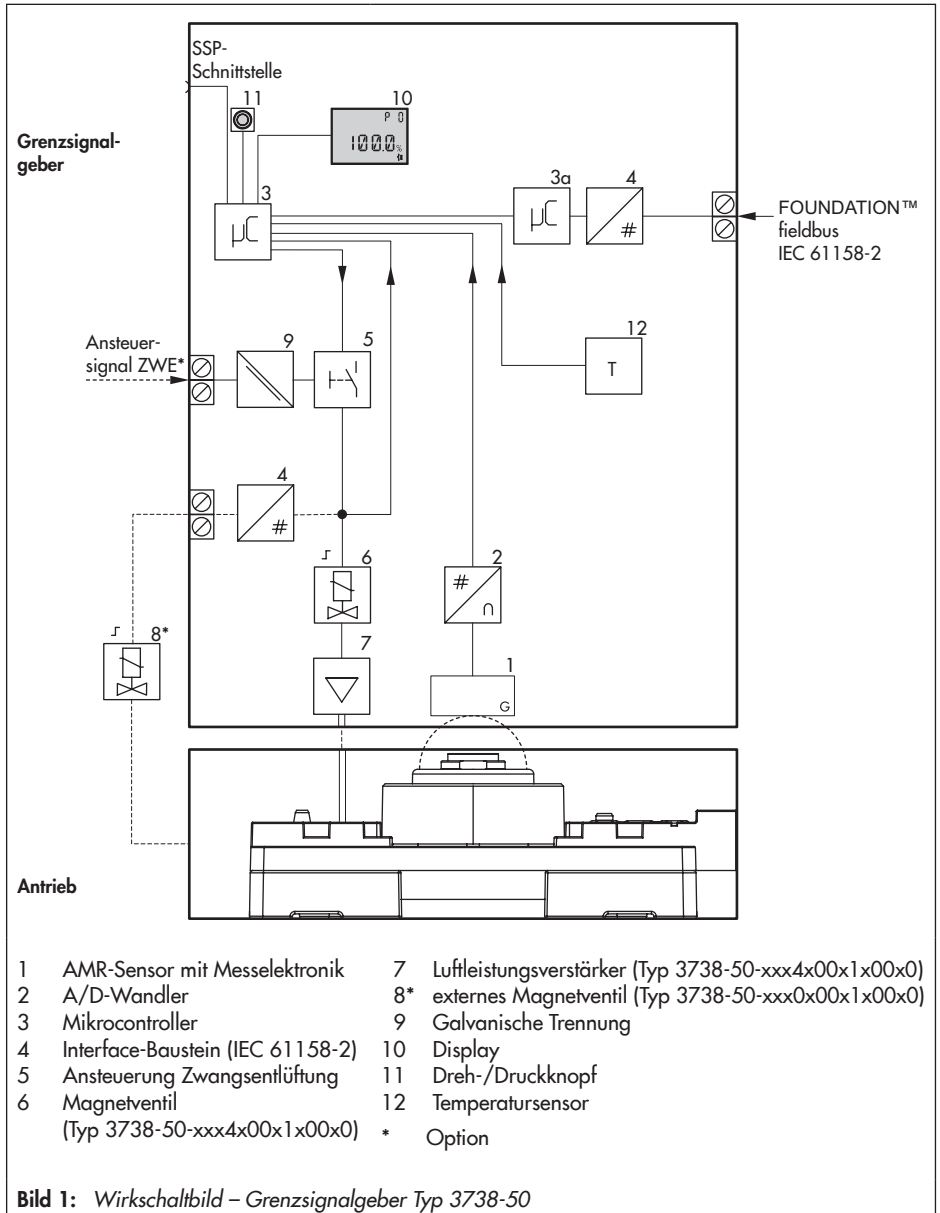 SSP-
Schnittstelle
11
10
P 0
100.0%
Grenzsignal-
geber
3
µC
3a
µC
4
#
FOUNDATION™
fieldbus
IEC 61158-2
Ansteuer-
signal ZWE*
9
5
12
T
4
#
6
2
#
∩
8*
7
1
G
Antrieb
1 AMR-Sensor mit Messelektronik
2 A/D-Wandler
3 Mikrocontroller
4 Interface-Baustein (IEC 61158-2)
5 Ansteuerung Zwangsentlüftung
6 Magnetventil
(Typ 3738-50-xxx4x00x1x00x0)
7 Luftleistungsverstärker (Typ 3738-50-xxx4x00x1x00x0)
8* externes Magnetventil (Typ 3738-50-xxx0x00x1x00x0)
9 Galvanische Trennung
10 Display
11 Dreh-/Druckknopf
12 Temperatursensor
* Option
Bild 1: Wirkschaltbild – Grenzsignalgeber Typ 3738-50